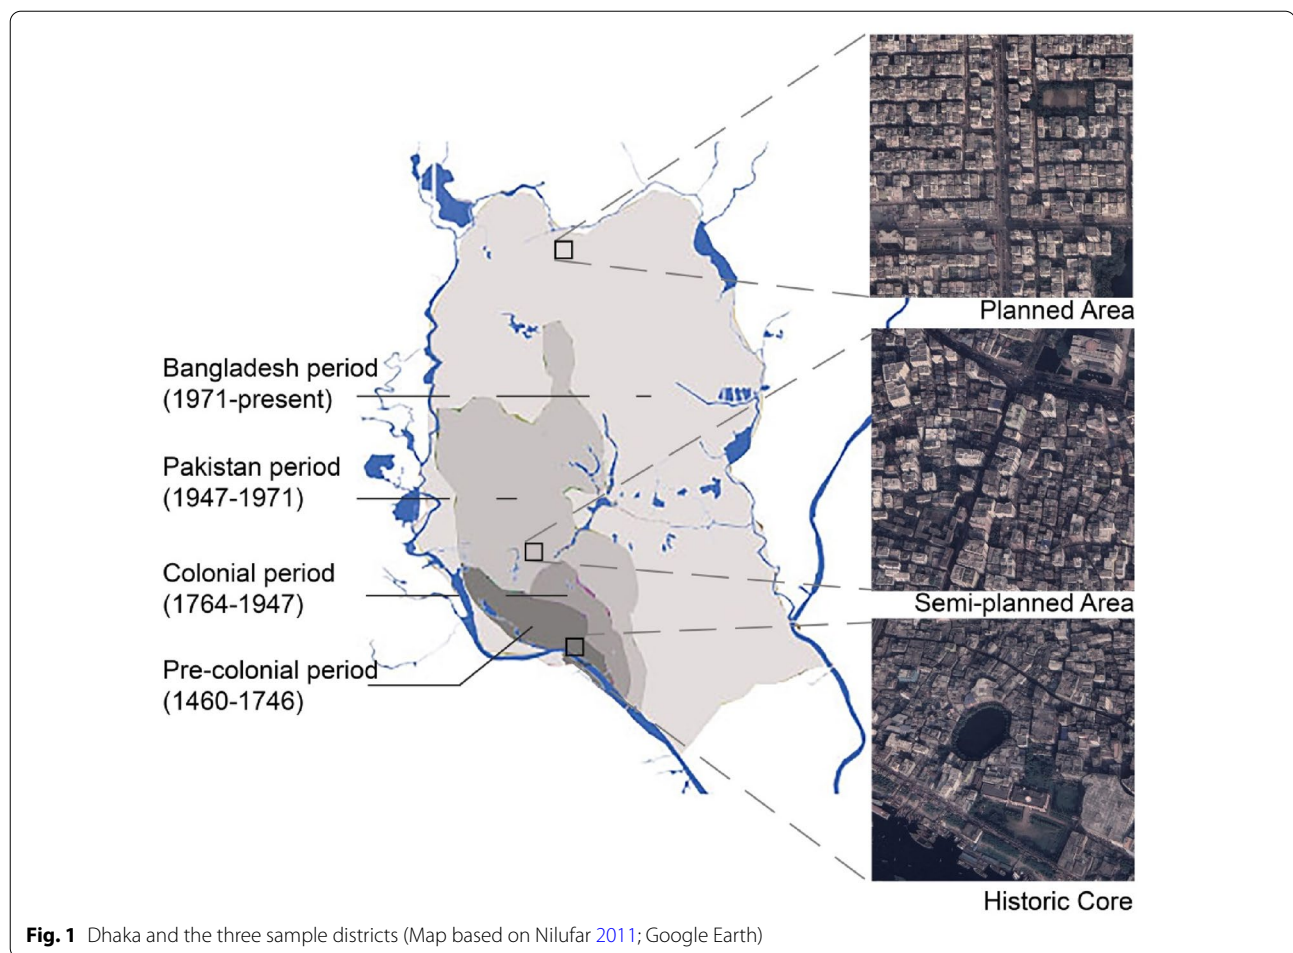 Planned Area
Bangladesh period
(1971-present)
Pakistan period
(1947-1971)
Semi-planned Area
Colonial period
(1764-1947)
Pre-colonial period
(1460-1746)
Historic Core
Fig. 1 Dhaka and the three sample districts (Map based on Nilufar 2011; Google Earth)